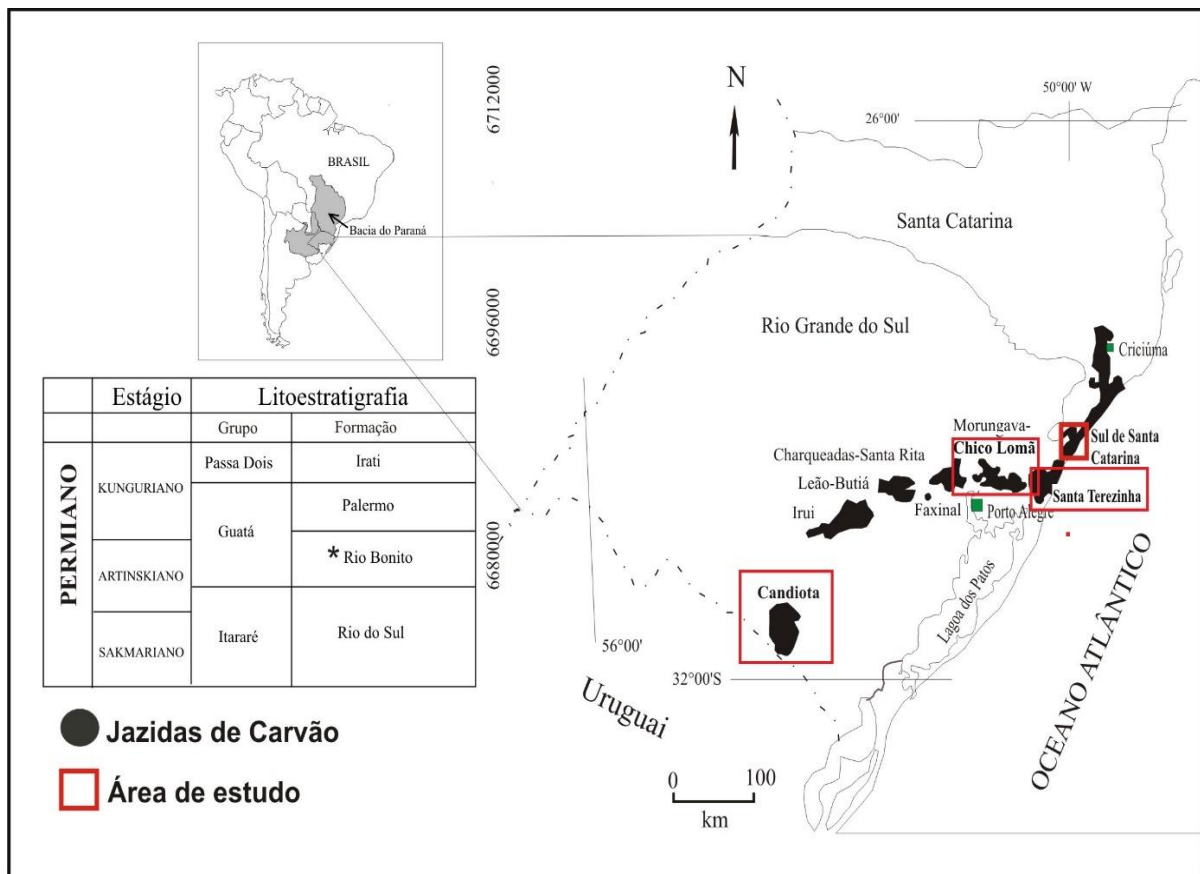 BRASIL
Bacia do Paraná
6712000
6696000
6680000
N
50°00' W
26°00'
Santa Catarina
Rio Grande do Sul
Criciúma
Morungava-
Chico Lomã
Sul de Santa
Catarina
Charqueadas-Santa Rita
Leão-Butiá
Santa Terezinha
Irui
Faxinal
Porto Alegre
Candiota
Lagoa dos Patos
56°00'
32°00'S
Uruguai
OCEANO ATLÂNTICO
0 100
km
Estágio Litoestratigrafia
Grupo Formação
PERMIANO
KUNGURIANO
Passa Dois Irati
Guatá Palermo
ARTINSKIANO
* Rio Bonito
Itararé Rio do Sul
SAKMARIANO
Jazidas de Carvão
Área de estudo